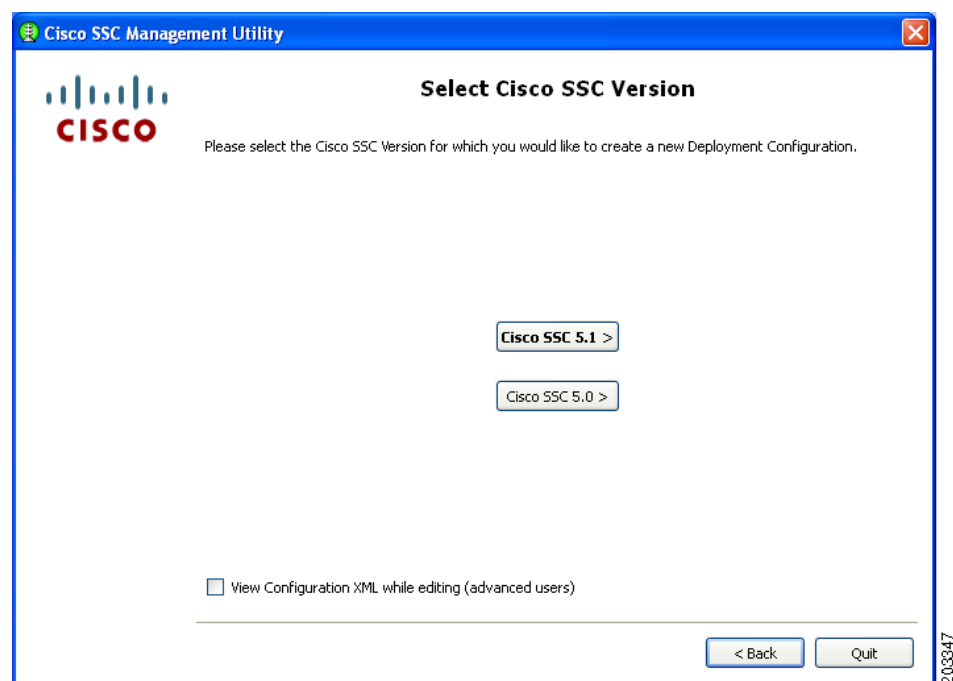 Cisco SSC Management Utility
CISCO
Select Cisco SSC Version
Please select the Cisco SSC Version for which you would like to create a new Deployment Configuration.
Cisco SSC 5.1 >
Cisco SSC 5.0 >
View Configuration XML while editing (advanced users)
< Back
Quit
203347